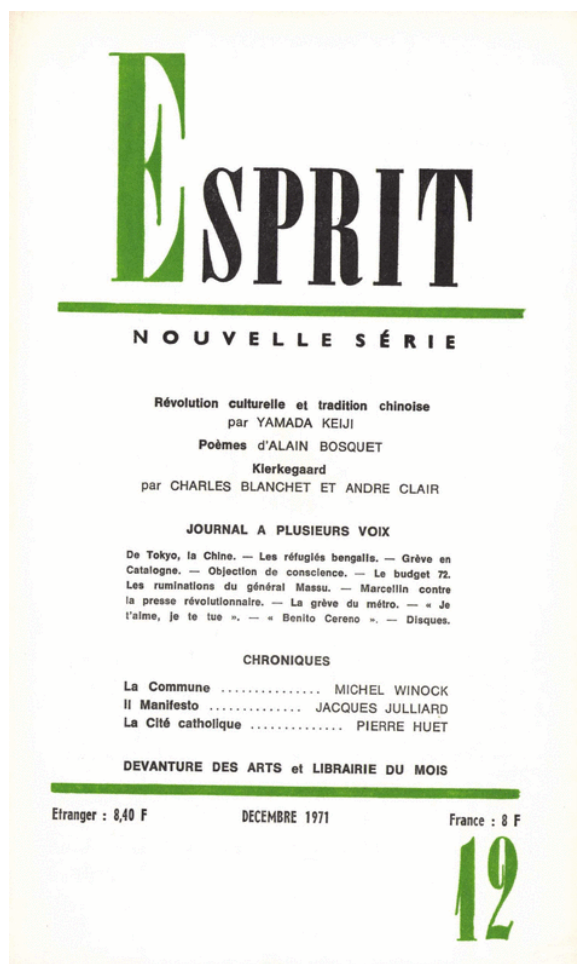 ESPRIT
NOUVELLE SÉRIE
Révolution culturelle et tradition chinoise
par YAMADA KEIJI
Poèmes d'ALAIN BOSQUET
Kierkegaard
par CHARLES BLANCHET ET ANDRE CLAIR
JOURNAL A PLUSIEURS VOIX
De Tokyo, la Chine. — Les réfugiés bengalis. — Grève en
Catalogne. — Objection de conscience. — Le budget 72.
Les ruminations du général Massu. — Marcellin contre
la presse révolutionnaire. — La grève du métro. — « Je
t'aime, je te tue ». — « Benito Cereno ». — Disques.
CHRONIQUES
La Commune ............... MICHEL WINOCK
Il Manifesto .............. JACQUES JULLIARD
La Cité catholique .............. PIERRE HUET
DEVANTURE DES ARTS et LIBRAIRIE DU MOIS
Etranger : 8,40 F DECEMBRE 1971 France : 8 F
12